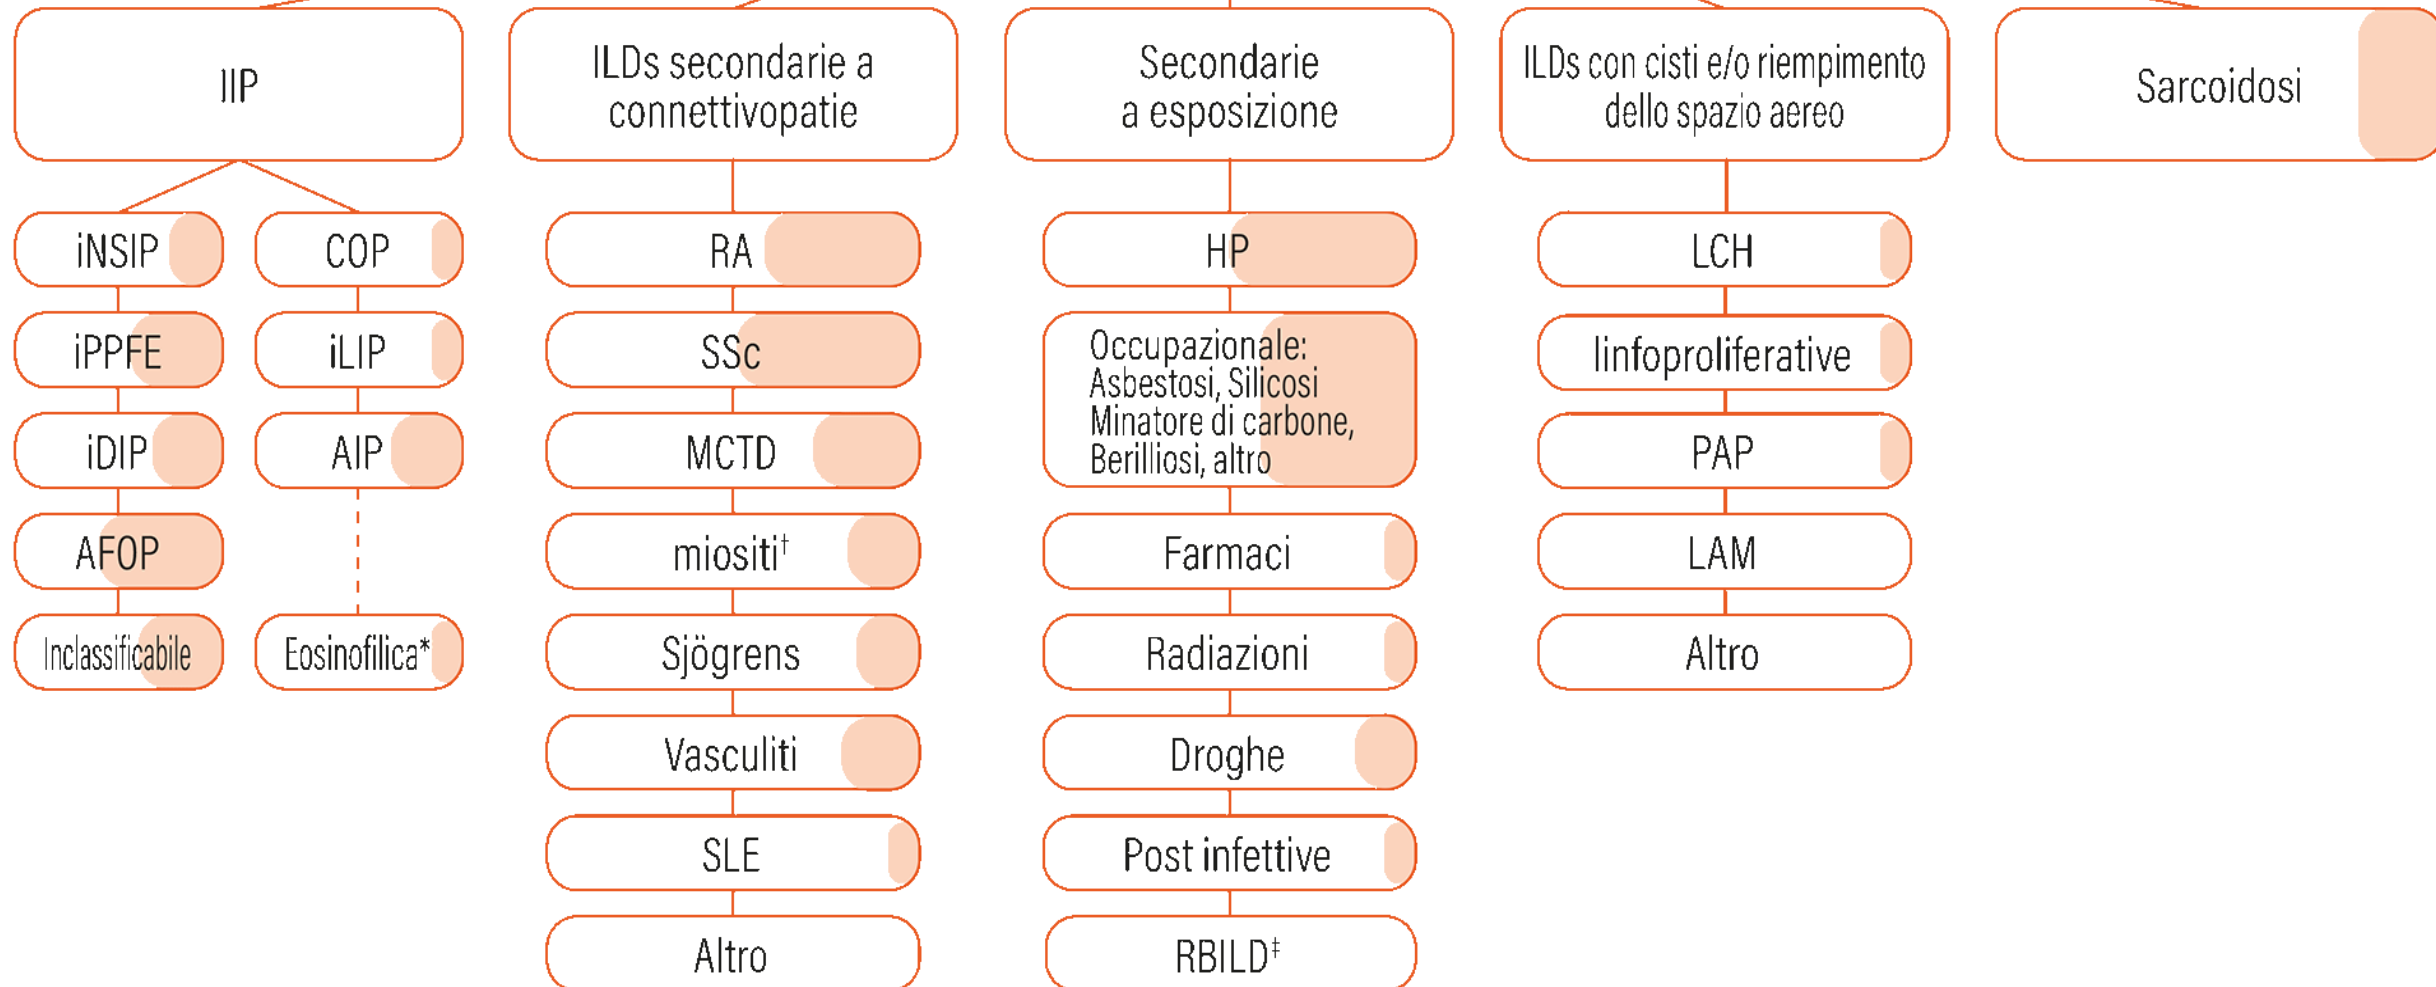 IIP
iNSIP
iPPFE
iDIP
AFOP
Inclassificabile
COP
iLIP
AIP
Eosinofilica*
ILDs secondarie a
connettivopatie
RA
SSc
MCTD
miositi†
Sjögrens
Vasculiti
SLE
Altro
Secondarie
a esposizione
HP
Occupazionale:
Asbestosi, Silicosi
Minatore di carbone,
Berilliosi, altro
Farmaci
Radiazioni
Droghe
Post infettive
RBILD‡
ILDs con cisti e/o riempimento
dello spazio aereo
LCH
linfoproliferative
PAP
LAM
Altro
Sarcoidosi